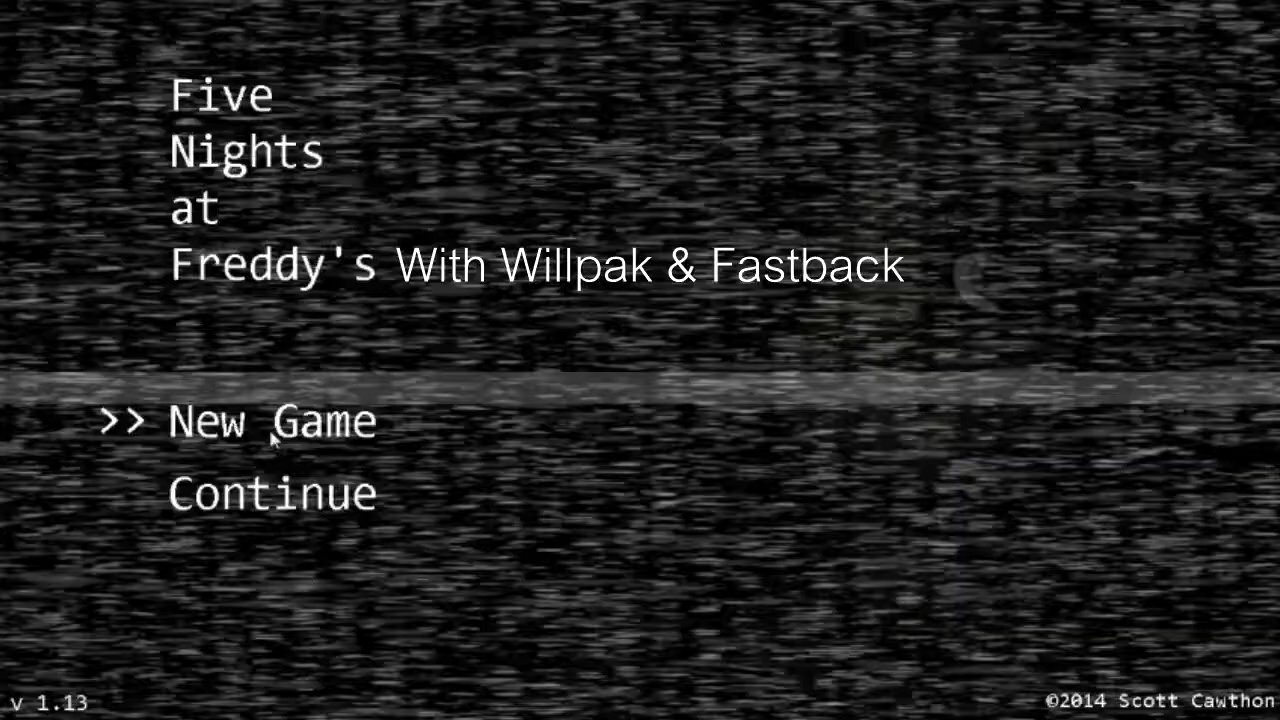 Five
Nights
at
Freddy's With Willpak & Fastback
>> New Game
Continue
v 1.13
©2014 Scott Cawthon